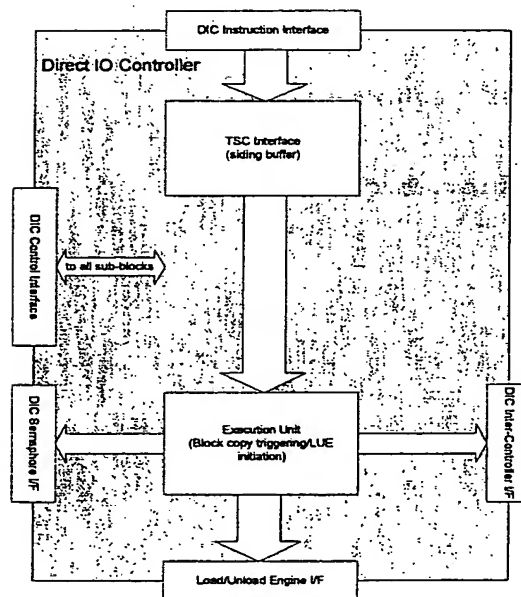 DIC Instruction Interface
Direct IO Controller
TSC Interface
(siding buffer)
DIC Control Interface
to all sub-blocks
DIC Semaphore I/F
Execution Unit
(Block copy triggering/LUE
initiation)
DIC Inter-Controller I/F
Load/Unload Engine I/F